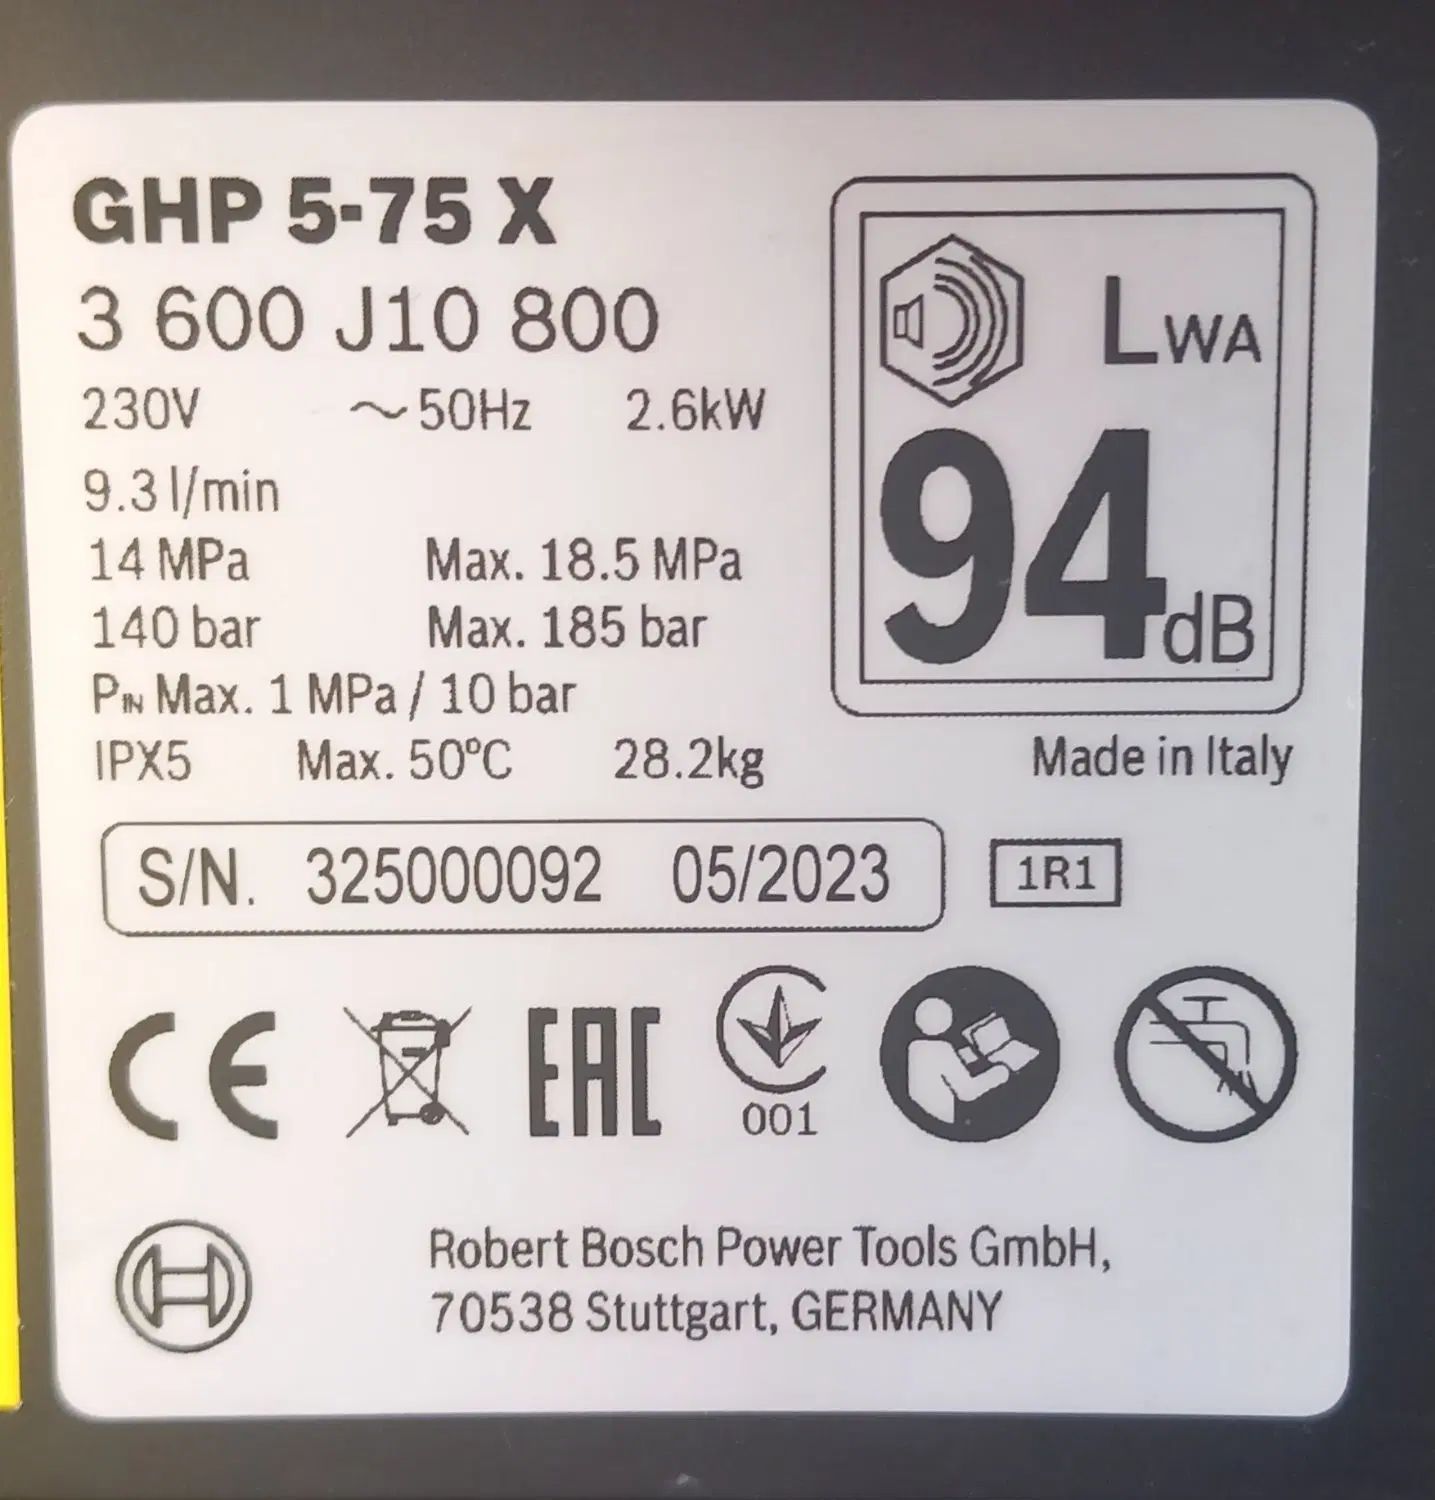 GHP 5-75 X
3 600 J10 800
230V ~50Hz 2.6kW
9.3 l/min
14 MPa Max. 18.5 MPa
140 bar Max. 185 bar
PIN Max. 1 MPa / 10 bar
IPX5 Max. 50°C 28.2kg
LWA
94 dB
Made in Italy
S/N. 325000092 05/2023
1R1
CE
EAC
001
Robert Bosch Power Tools GmbH,
70538 Stuttgart, GERMANY